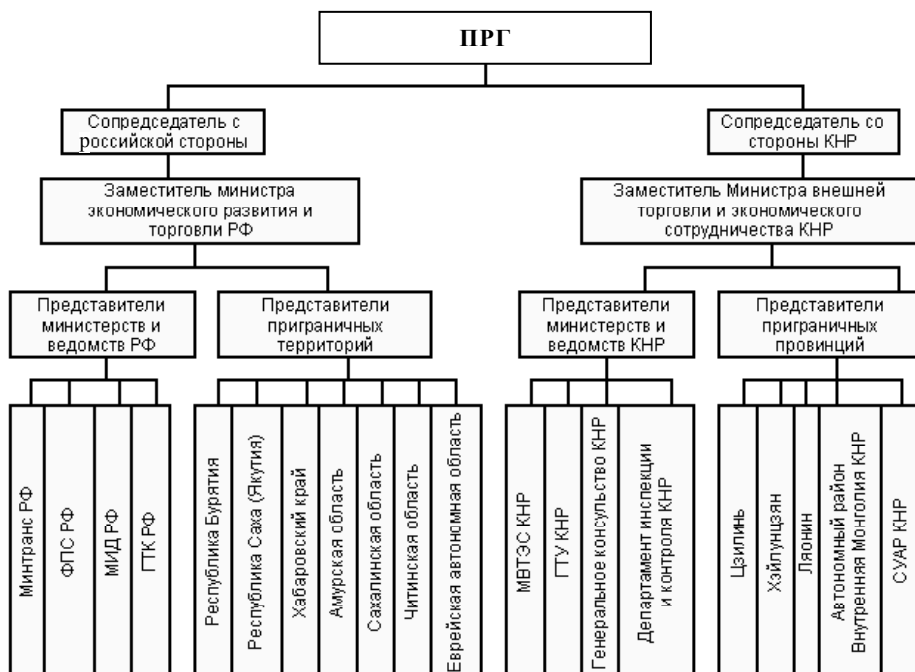 ПРГ
Сопредседатель с
российской стороны
Сопредседатель со
стороны КНР
Заместитель министра
экономического развития и
торговли РФ
Заместитель Министра внешней
торговли и экономического
сотрудничества КНР
Представители
министерств и
ведомств РФ
Представители
приграничных
территорий
Представители
министерств и
ведомств КНР
Представители
приграничных
провинций
Минтранс РФ
ФПС РФ
МИД РФ
ГТК РФ
Республика Бурятия
Республика Саха (Якутия)
Хабаровский край
Амурская область
Сахалинская область
Читинская область
Еврейская автономная область
МВТЭС КНР
ГТУ КНР
Генеральное консульство КНР
Департамент инспекции
и контроля КНР
Цзилинь
Хэйлунцзян
Ляонин
Автономный район
Внутренняя Монголия КНР
СУАР КНР